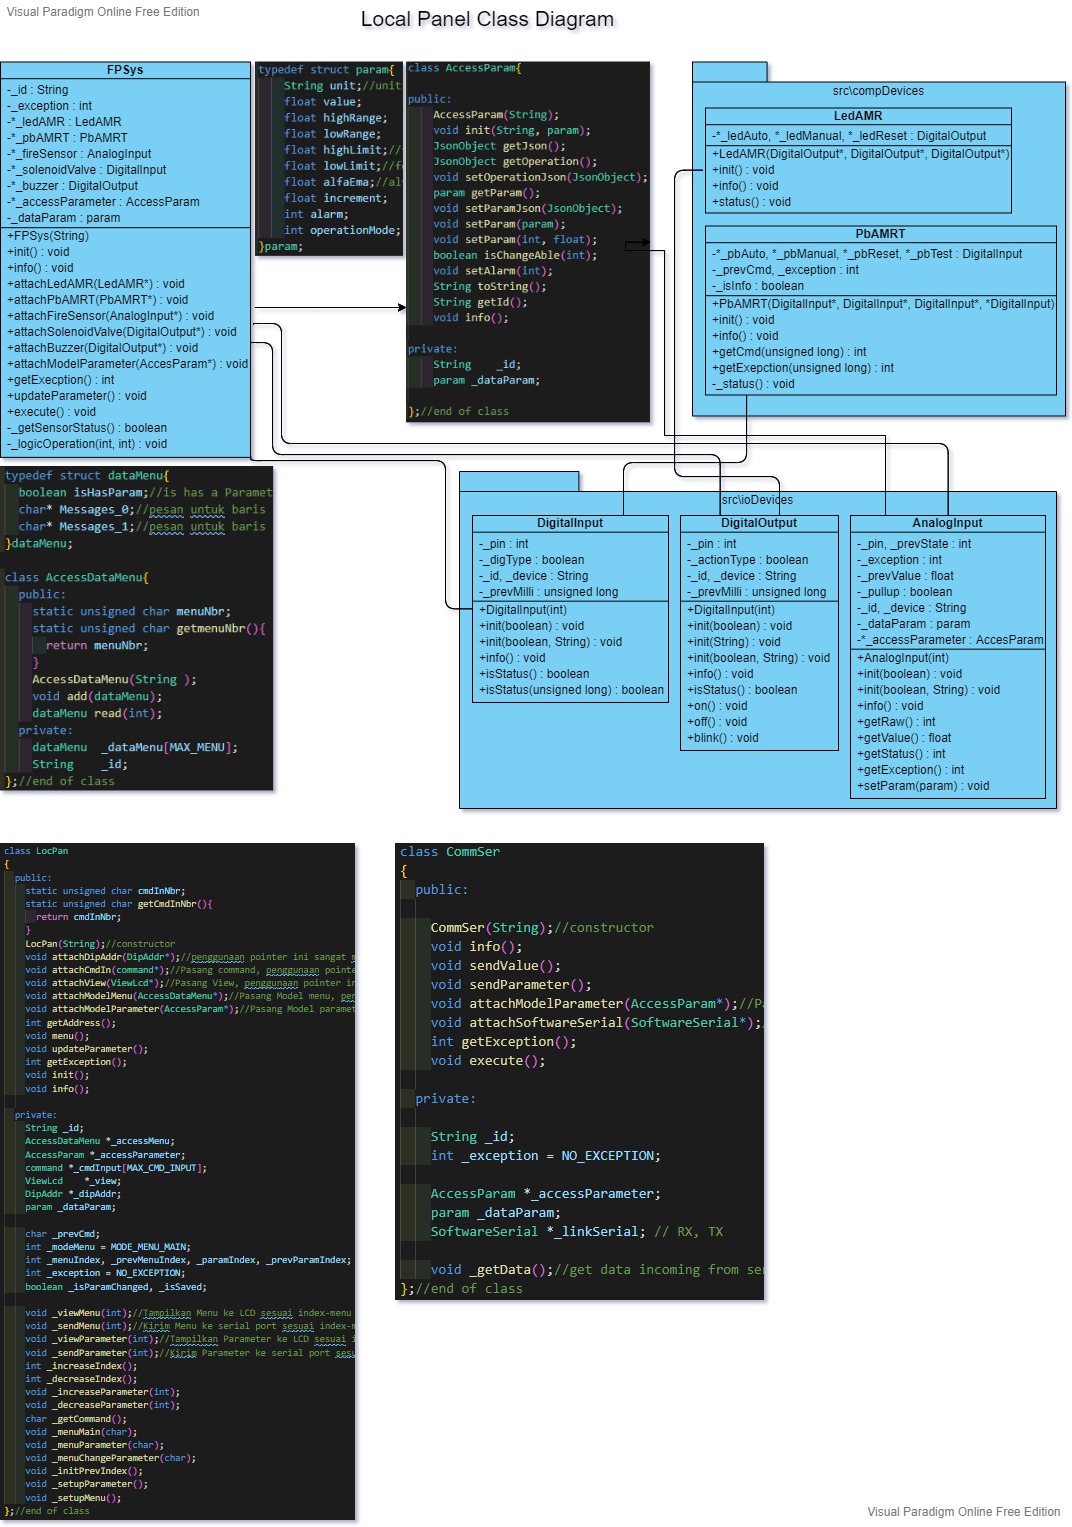 Visual Paradigm Online Free Edition
Local Panel Class Diagram
FPSys
-_id : String
-_exception : int
-*_ledAMR : LedAMR
-*_pbAMRT : PbAMRT
-*_fireSensor : AnalogInput
-*_solenoidValve : DigitalInput
-*_buzzer : DigitalOutput
-*_accessParameter : AccessParam
-_dataParam : param
+FPSys(String)
+init() : void
+info() : void
+attachLedAMR(LedAMR*) : void
+attachPbAMRT(PbAMRT*) : void
+attachFireSensor(AnalogInput*) : void
+attachSolenoidValve(DigitalOutput*) : void
+attachBuzzer(DigitalOutput*) : void
+attachModelParameter(AccesParam*) : void
+getExecption() : int
+updateParameter() : void
+execute() : void
-_getSensorStatus() : boolean
-_logicOperation(int, int) : void
typedef struct param{
String unit;//unit
float value;
float highRange;
float lowRange;
float highLimit;//
float lowLimit;//
float alfaEma;//al
float increment;
int alarm;
int operationMode;
}param;
class AccessParam{
public:
AccessParam(String);
void init(String, param);
JsonObject getJson();
JsonObject getOperation();
void setOperationJson(JsonObject);
param getParam();
void setParamJson(JsonObject);
void setParam(param);
void setParam(int, float);
boolean isChangeAble(int);
void setAlarm(int);
String toString();
String getId();
void info();
private:
String _id;
param _dataParam;
};//end of class
src\compDevices
LedAMR
-*_ledAuto, *_ledManual, *_ledReset : DigitalOutput
+LedAMR(DigitalOutput*, DigitalOutput*, DigitalOutput*)
+init() : void
+info() : void
+status() : void
PbAMRT
-*_pbAuto, *_pbManual, *_pbReset, *_pbTest : DigitalInput
-_prevCmd, _exception : int
-_isInfo : boolean
+PbAMRT(DigitalInput*, DigitalInput*, DigitalInput*, *DigitalInput)
+init() : void
+info() : void
+getCmd(unsigned long) : int
+getExepction(unsigned long) : int
-_status() : void
typedef struct dataMenu{
boolean isHasParam;//is has a Paramet
char* Messages_0;//pesan untuk baris
char* Messages_1;//pesan untuk baris
}dataMenu;
class AccessDataMenu{
public:
static unsigned char menuNbr;
static unsigned char getmenuNbr(){
return menuNbr;
}
AccessDataMenu(String );
void add(dataMenu);
dataMenu read(int);
private:
dataMenu _dataMenu[MAX_MENU];
String _id;
};//end of class
src\ioDevices
DigitalInput
-_pin : int
-_digType : boolean
-_id, _device : String
-_prevMilli : unsigned long
+DigitalInput(int)
+init(boolean) : void
+init(boolean, String) : void
+info() : void
+isStatus() : boolean
+isStatus(unsigned long) : boolean
DigitalOutput
-_pin : int
-_actionType : boolean
-_id, _device : String
-_prevMilli : unsigned long
+DigitalInput(int)
+init(boolean) : void
+init(String) : void
+init(boolean, String) : void
+info() : void
+isStatus() : boolean
+on() : void
+off() : void
+blink() : void
AnalogInput
-_pin, _prevState : int
-_exception : int
-_prevValue : float
-_pullup : boolean
-_id, _device : String
-_dataParam : param
-*_accessParameter : AccesParam
+AnalogInput(int)
+init(boolean) : void
+init(boolean, String) : void
+info() : void
+getRaw() : int
+getValue() : float
+getStatus() : int
+getException() : int
+setParam(param) : void
class LocPan
{
public:
static unsigned char cmdInNbr;
static unsigned char getCmdInNbr(){
return cmdInNbr;
}
LocPan(String);//constructor
void attachDipAddr(DipAddr*);//penggunaan pointer ini sangat
void attachCmdIn(command*);//Pasang command, penggunaan pointe
void attachView(ViewLcd*);//Pasang View, penggunaan pointer in
void attachModelMenu(AccessDataMenu*);//Pasang Model menu, pen
void attachModelParameter(AccessParam*);//Pasang Model paramet
int getAddress();
void menu();
void updateParameter();
int getException();
void init();
void info();
private:
String _id;
AccessDataMenu *_accessMenu;
AccessParam *_accessParameter;
command *_cmdInput[MAX_CMD_INPUT];
ViewLcd *_view;
DipAddr *_dipAddr;
param _dataParam;
char _prevCmd;
int _modeMenu = MODE_MENU_MAIN;
int _menuIndex, _prevMenuIndex, _paramIndex, _prevParamIndex;
int _exception = NO_EXCEPTION;
boolean _isParamChanged, _isSaved;
void _viewMenu(int);//Tampilkan Menu ke LCD sesuai index-menu
void _sendMenu(int);//Kirim Menu ke serial port sesuai index-m
void _viewParameter(int);//Tampilkan Parameter ke LCD sesuai i
void _sendParameter(int);//Kirim Parameter ke serial port sesu
int _increaseIndex();
int _decreaseIndex();
void _increaseParameter(int);
void _decreaseParameter(int);
char _getCommand();
void _menuMain(char);
void _menuParameter(char);
void _menuChangeParameter(char);
void _initPrevIndex();
void _setupParameter();
void _setupMenu();
};//end of class
class CommSer
{
public:
CommSer(String);//constructor
void info();
void sendValue();
void sendParameter();
void attachModelParameter(AccessParam*);//Pa
void attachSoftwareSerial(SoftwareSerial*);
int getException();
void execute();
private:
String _id;
int _exception = NO_EXCEPTION;
AccessParam *_accessParameter;
param _dataParam;
SoftwareSerial *_linkSerial; // RX, TX
void _getData();//get data incoming from se
};//end of class
Visual Paradigm Online Free Edition